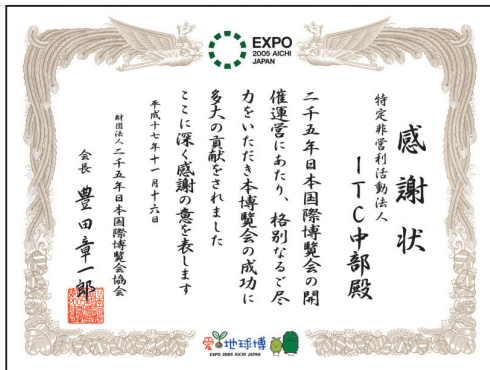 EXPO
2005 AICHI
JAPAN
感謝状
特定非営利活動法人
ITC中部殿
二千五年日本国際博覧会の開
催運営にあたり、格別なるご尽
力をいただき本博覧会の成功に
多大の貢献をされました
ここに深く感謝の意を表します
平成十七年十一月十六日
財団法人二千五年日本国際博覧会協会
会長 豊田章一郎
愛・地球博
EXPO 2005 AICHI JAPAN